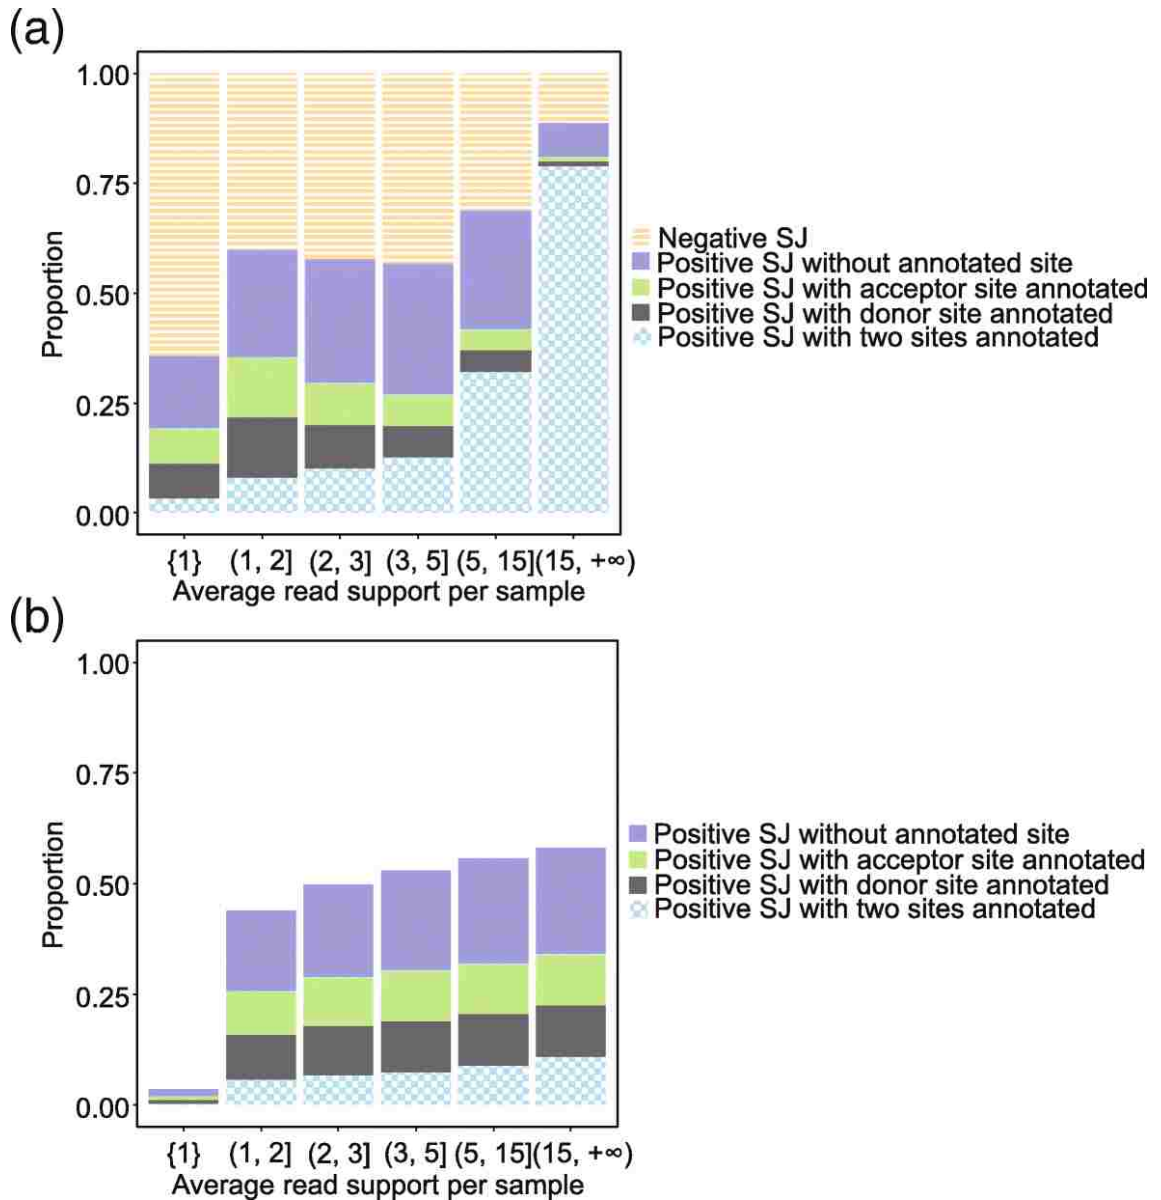 (a)
1.00
0.75
0.50
0.25
0.00
Proportion
{1} (1, 2] (2, 3] (3, 5] (5, 15] (15, +∞)
Average read support per sample
Negative SJ
Positive SJ without annotated site
Positive SJ with acceptor site annotated
Positive SJ with donor site annotated
Positive SJ with two sites annotated
(b)
1.00
0.75
0.50
0.25
0.00
Proportion
{1} (1, 2] (2, 3] (3, 5] (5, 15] (15, +∞)
Average read support per sample
Positive SJ without annotated site
Positive SJ with acceptor site annotated
Positive SJ with donor site annotated
Positive SJ with two sites annotated